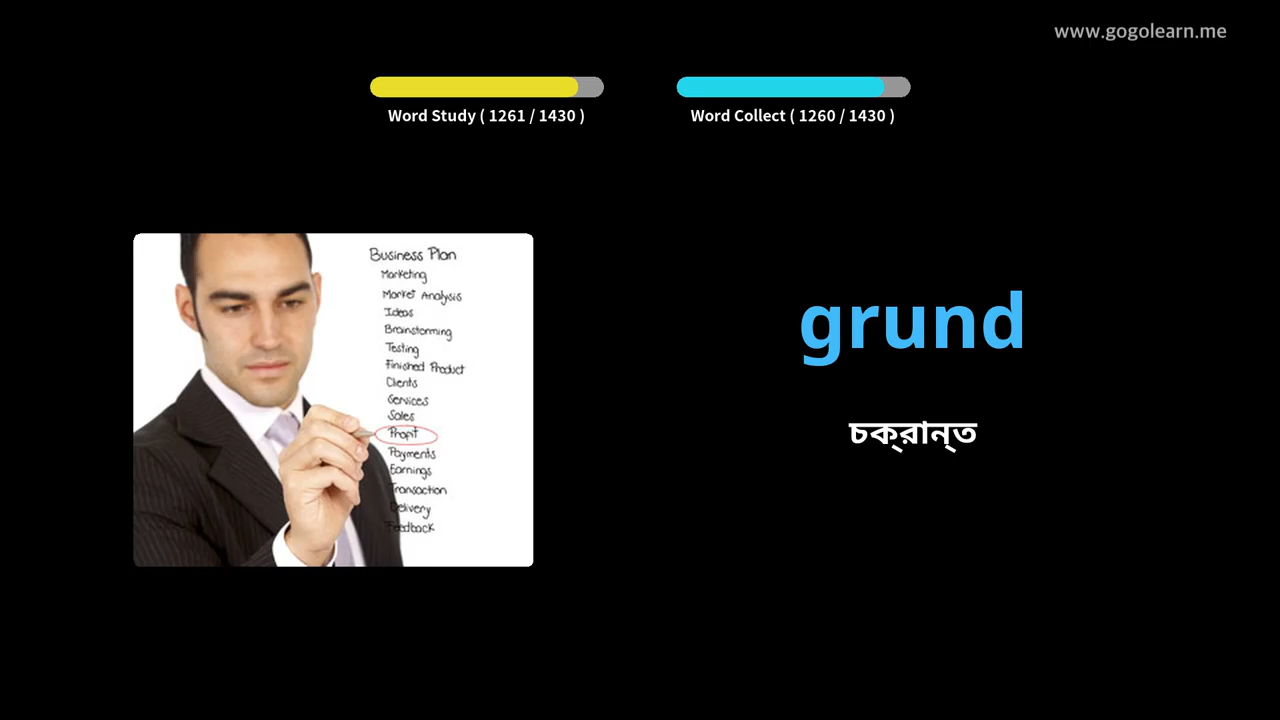 www.gogolearn.me
Word Study ( 1261 / 1430 )
Word Collect ( 1260 / 1430 )
Business Plan
Marketing
Market Analysis
Ideas
Brainstorming
Testing
Finished Product
Clients
Services
Sales
Profit
Payments
Earnings
Transaction
Delivery
Feedback
grund
চক্রান্ত